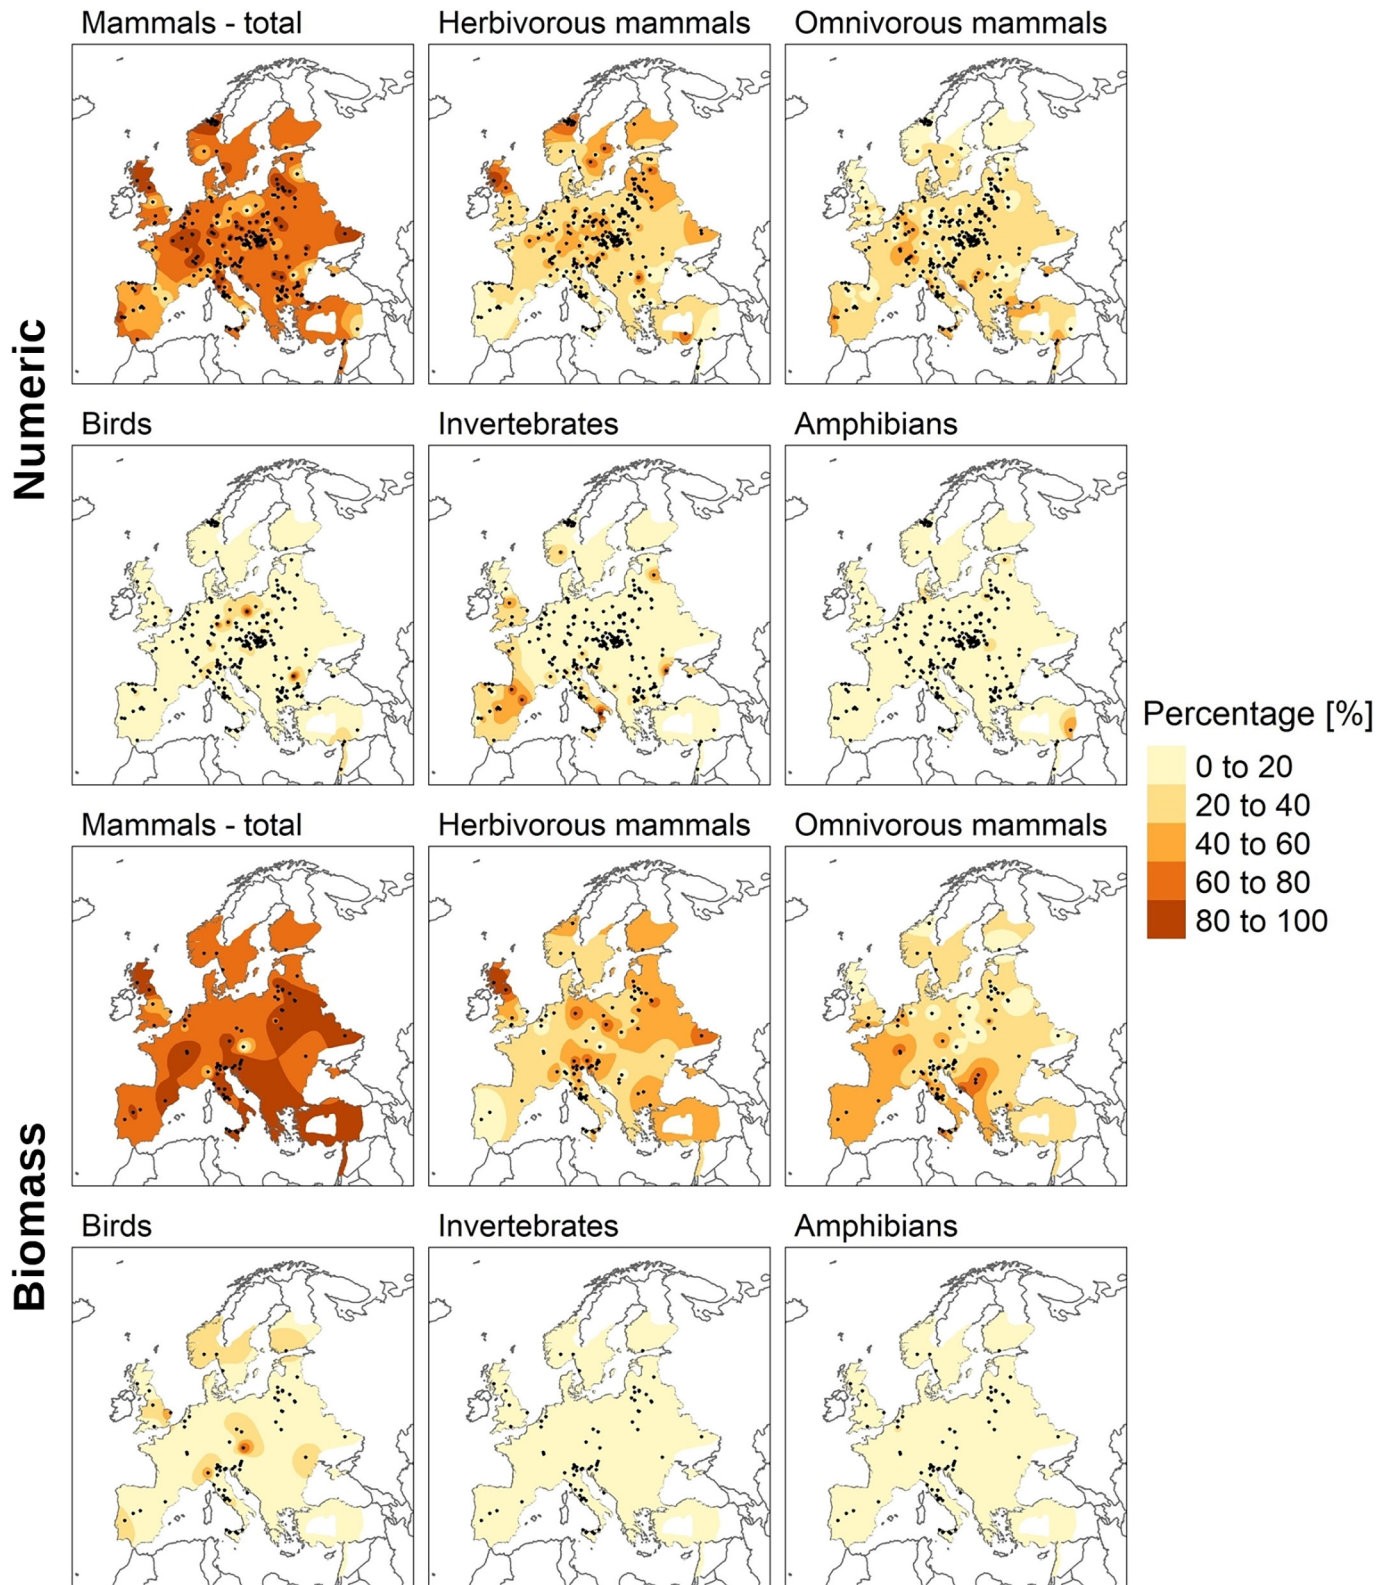 Mammals - total
Herbivorous mammals
Omnivorous mammals
Numeric
Birds
Invertebrates
Amphibians
Percentage [%]
0 to 20
20 to 40
40 to 60
60 to 80
80 to 100
Mammals - total
Herbivorous mammals
Omnivorous mammals
Biomass
Birds
Invertebrates
Amphibians